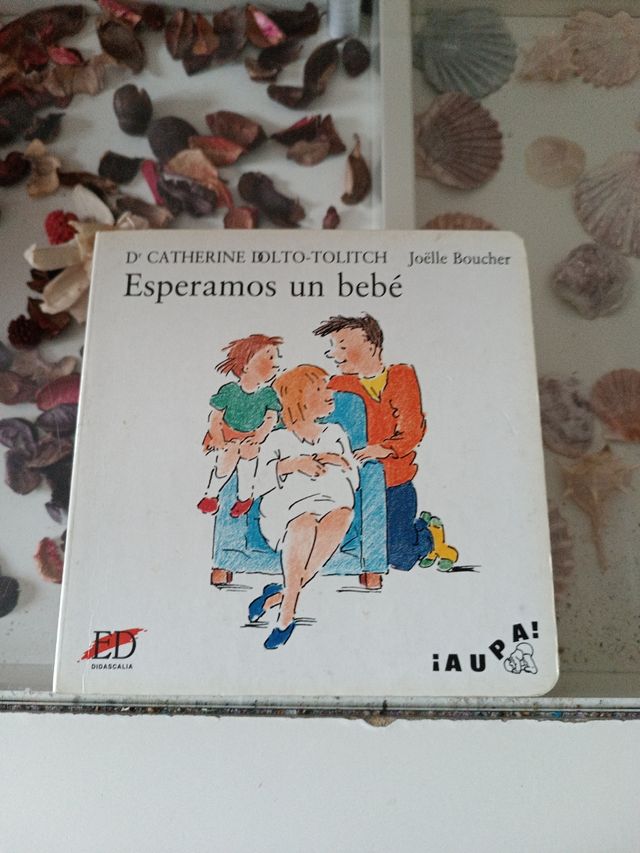 Dr CATHERINE DOLTO-TOLITCH Joëlle Boucher
Esperamos un bebé
ED
DIDASCALIA
¡AUPA!